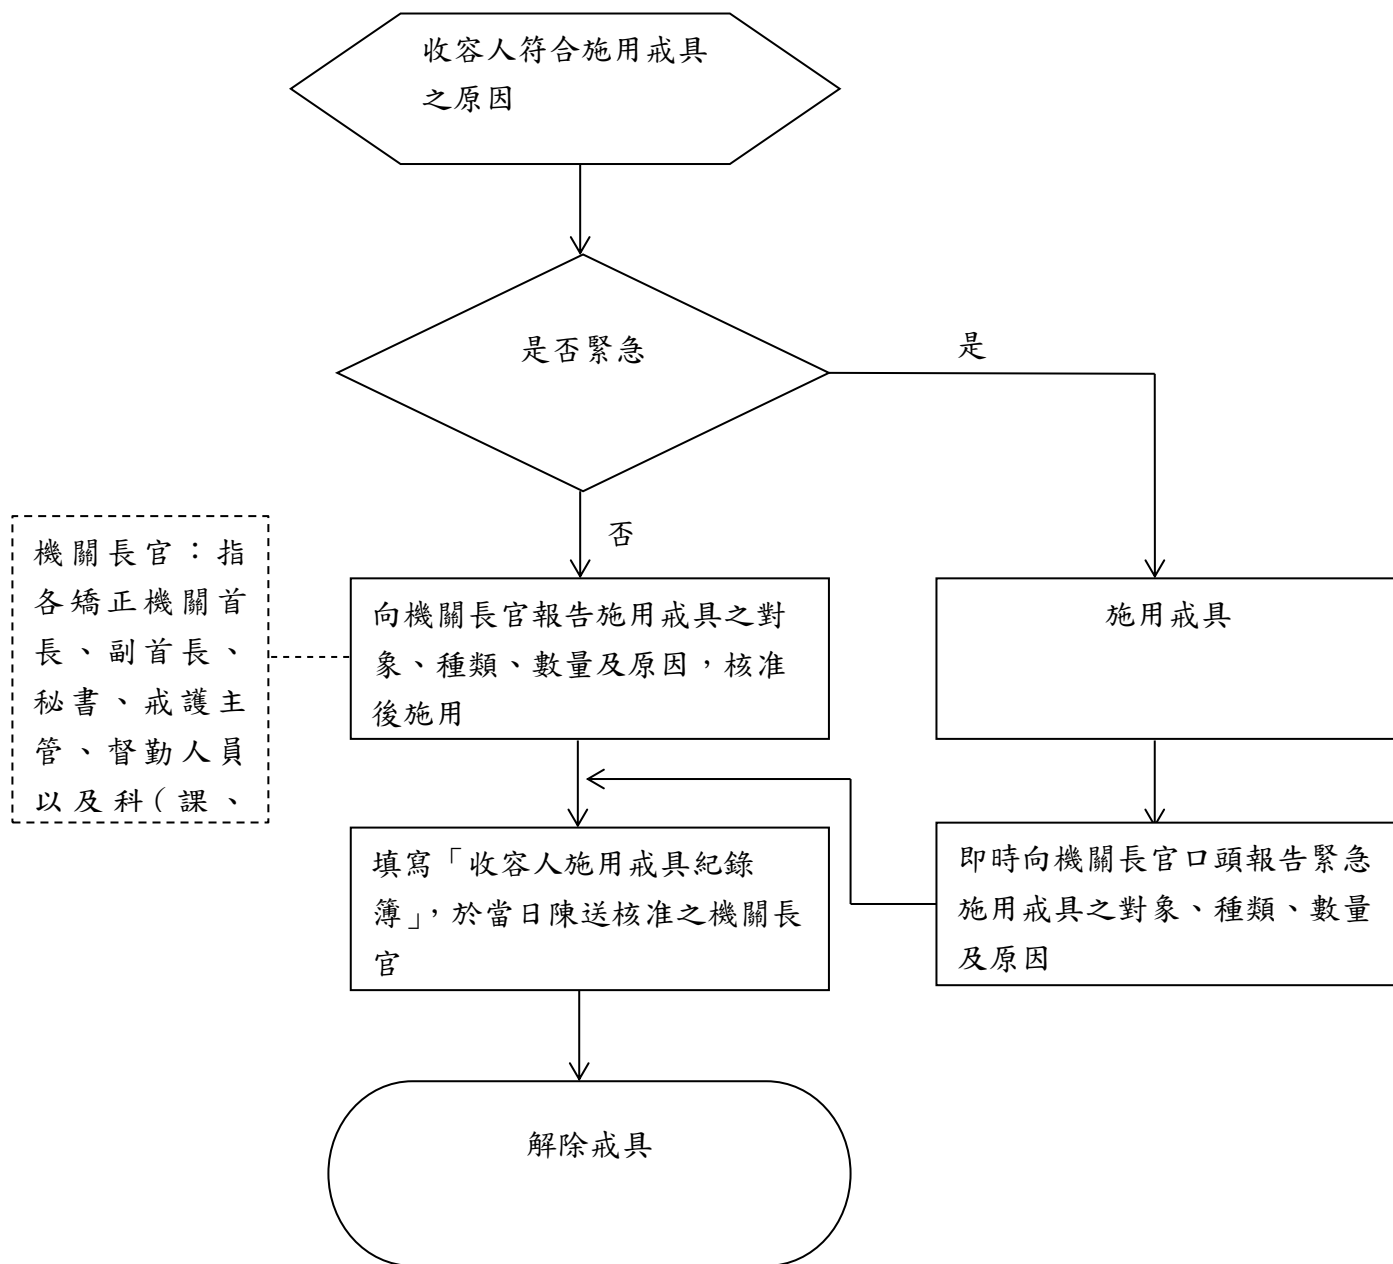 收容人符合施用戒具
之原因
是否緊急
是
否
機關長官：指
各矯正機關首
長、副首長、
秘書、戒護主
管、督勤人員
以及科（課、
向機關長官報告施用戒具之對
象、種類、數量及原因，核准
後施用
施用戒具
填寫「收容人施用戒具紀錄
簿」，於當日陳送核准之機關長
官
即時向機關長官口頭報告緊急
施用戒具之對象、種類、數量
及原因
解除戒具